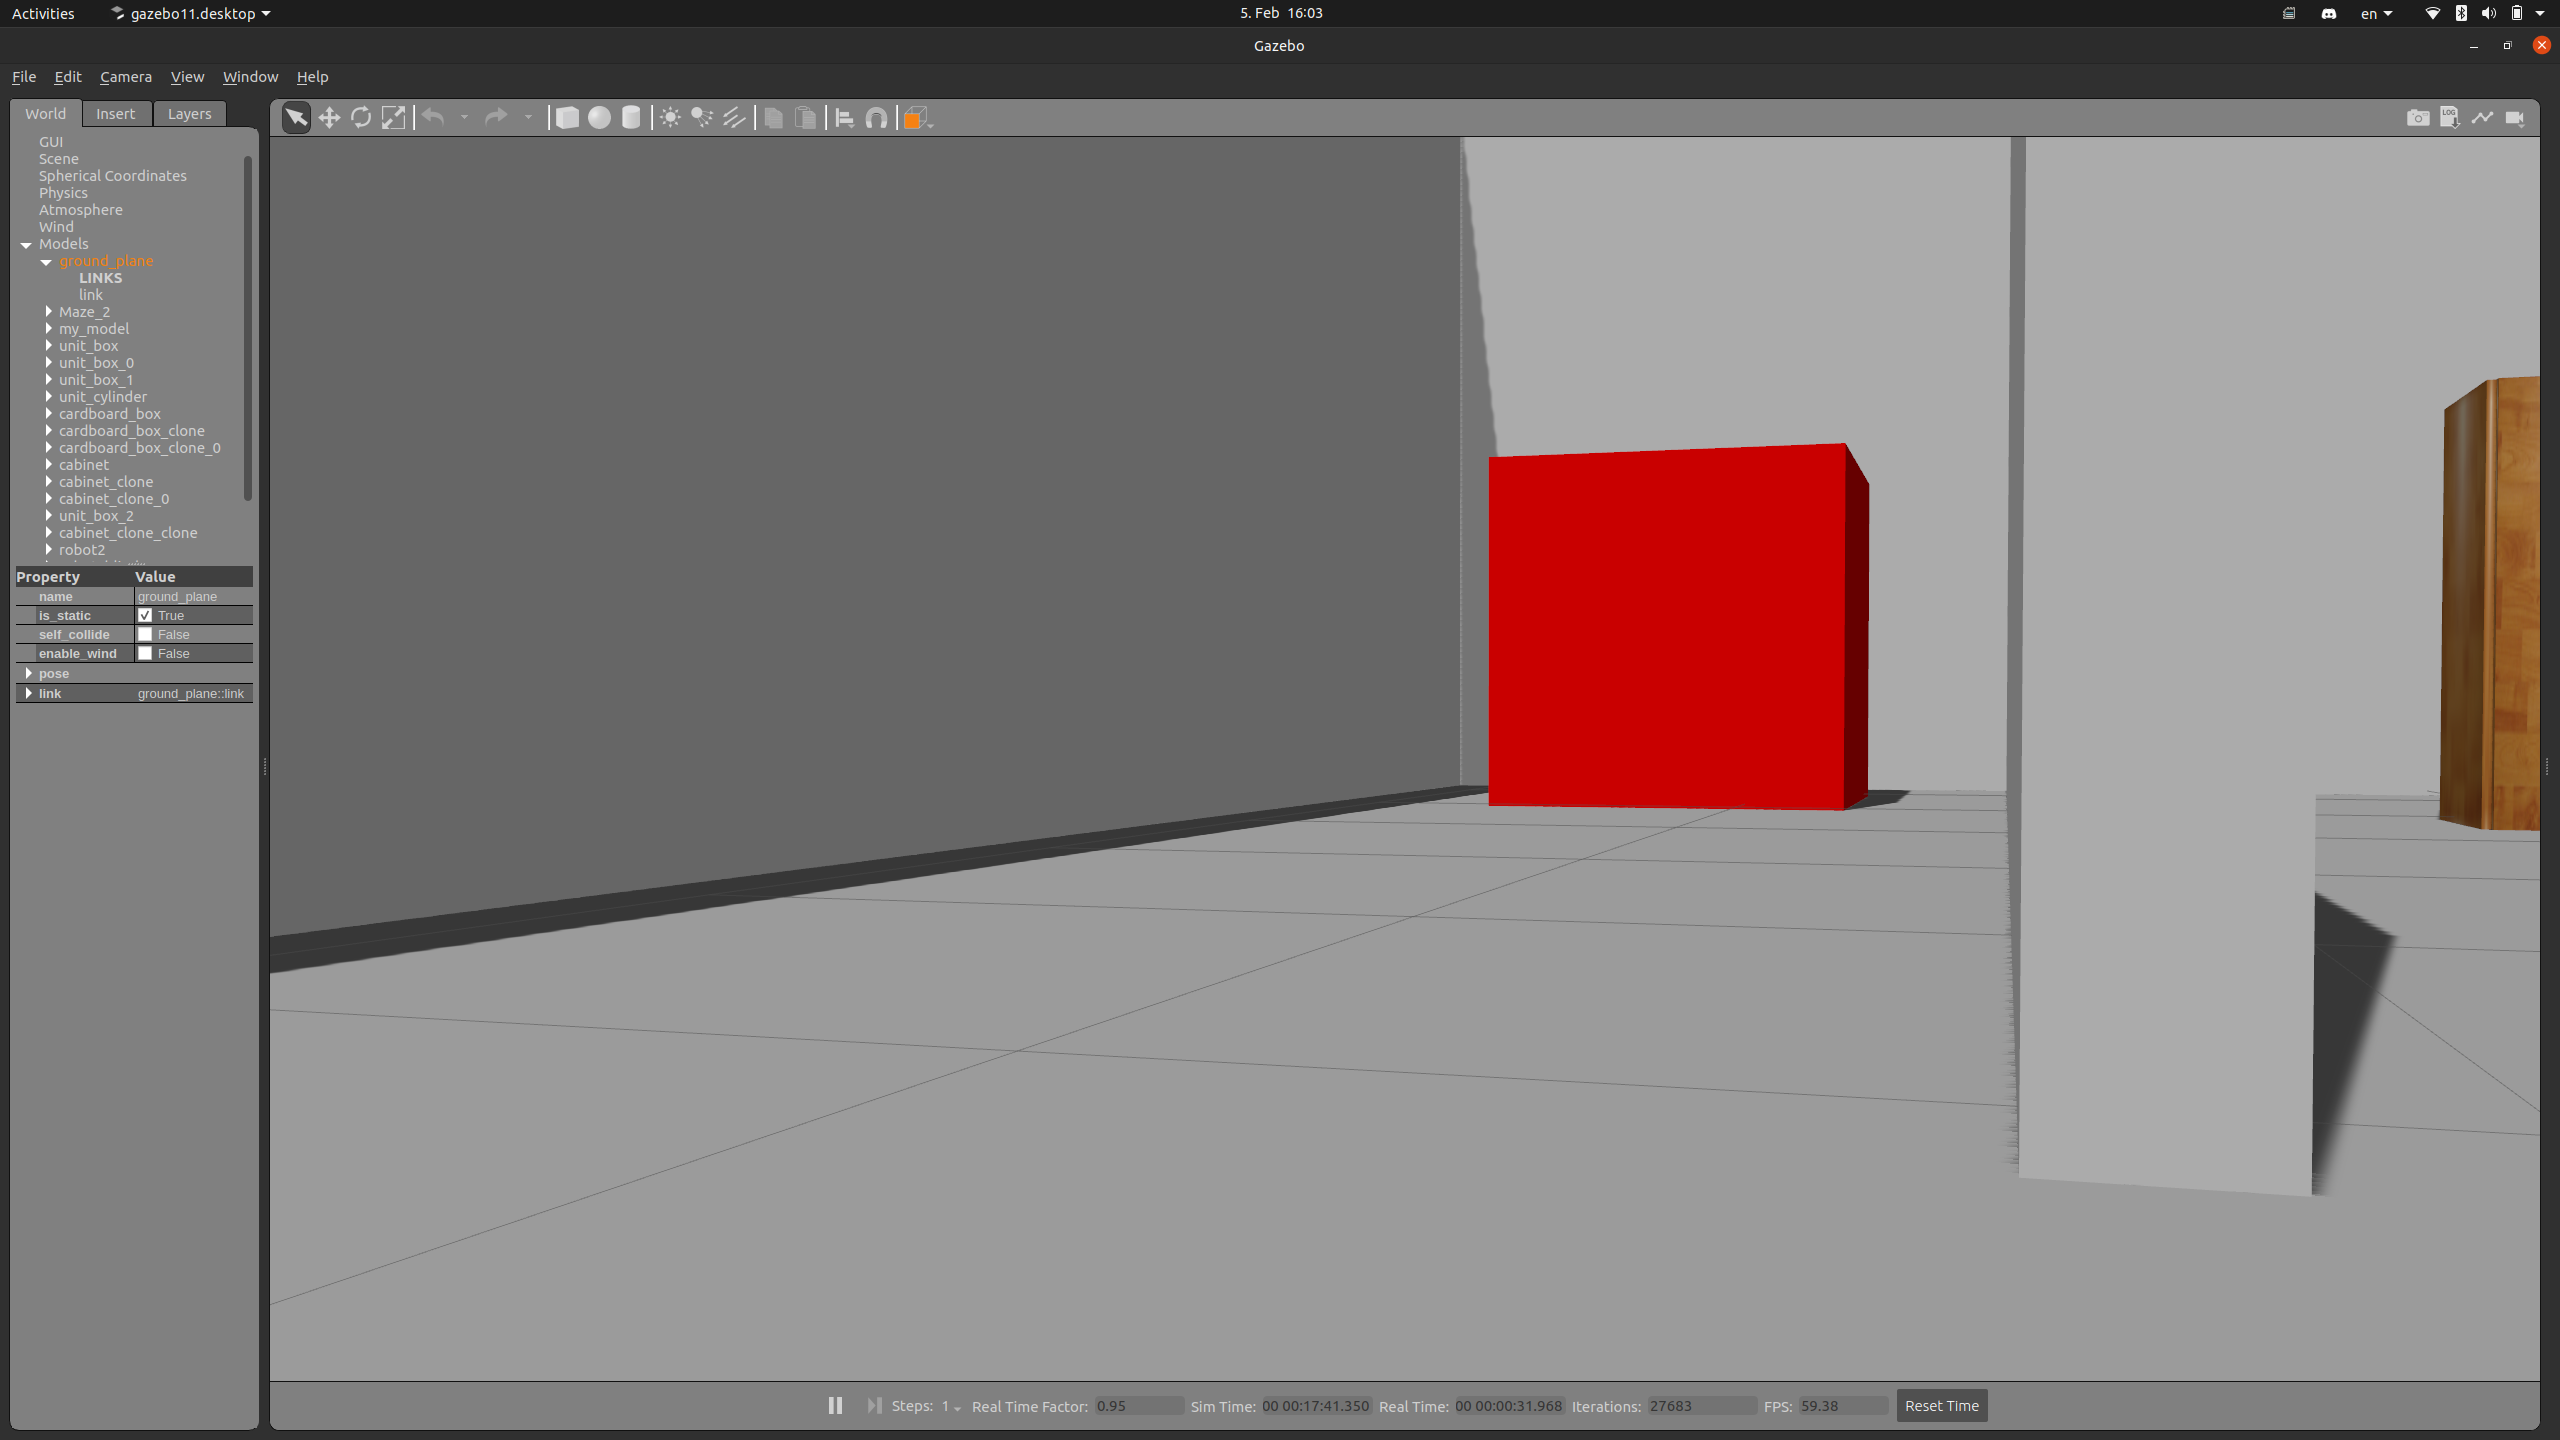 Activities gazebo11.desktop 5. Feb 16:03 en
Gazebo
File Edit Camera View Window Help
World Insert Layers
LOG
GUI
Scene
Spherical Coordinates
Physics
Atmosphere
Wind
Models
ground_plane
LINKS
link
Maze_2
my_model
unit_box
unit_box_0
unit_box_1
unit_cylinder
cardboard_box
cardboard_box_clone
cardboard_box_clone_0
cabinet
cabinet_clone
cabinet_clone_0
unit_box_2
cabinet_clone_clone
robot2
Property Value
name ground_plane
is_static True
self_collide False
enable_wind False
pose
link ground_plane::link
Steps: 1 Real Time Factor: 0.95 Sim Time: 00 00:17:41.350 Real Time: 00 00:00:31.968 Iterations: 27683 FPS: 59.38 Reset Time